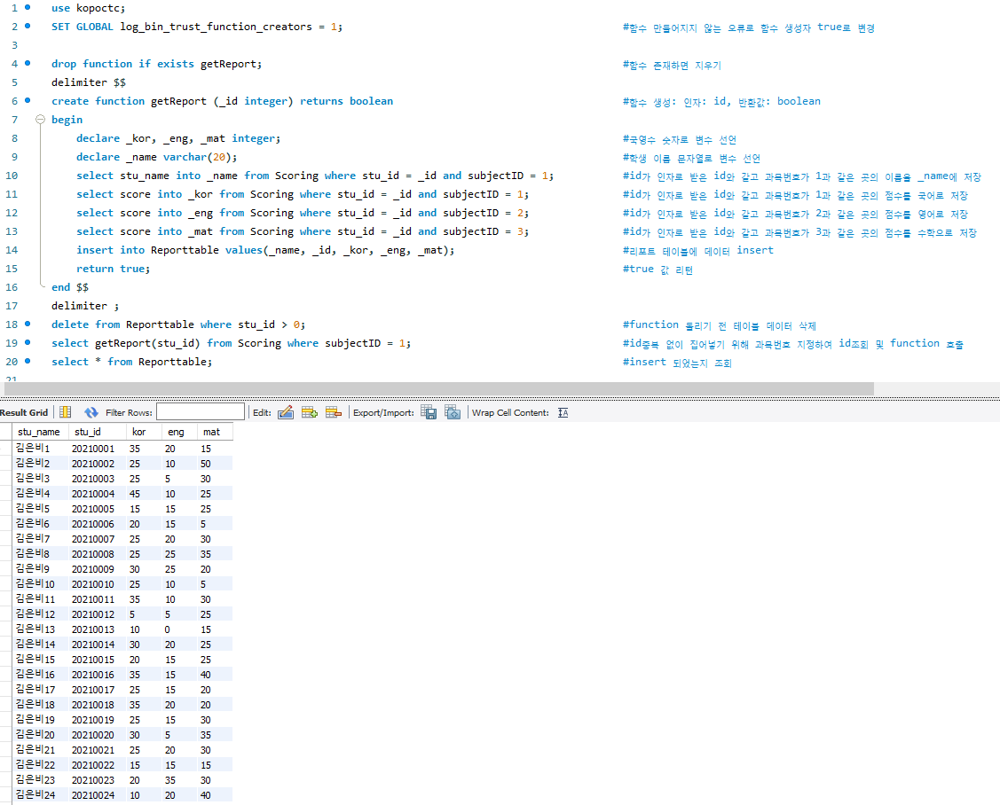 1 use kopoctc;
2 SET GLOBAL log_bin_trust_function_creators = 1; #함수 만들어지지 않는 오류로 함수 생성자 true로 변경
3
4 drop function if exists getReport; #함수 존재하면 지우기
5 delimiter $$
6 create function getReport (_id integer) returns boolean #함수 생성: 인자: id, 반환값: boolean
7 begin
8 declare _kor, _eng, _mat integer; #국영수 숫자로 변수 선언
9 declare _name varchar(20); #학생 이름 문자열로 변수 선언
10 select stu_name into _name from Scoring where stu_id = _id and subjectID = 1; #id가 인자로 받은 id와 같고 과목번호가 1과 같은 곳의 이름을 _name에 저장
11 select score into _kor from Scoring where stu_id = _id and subjectID = 1; #id가 인자로 받은 id와 같고 과목번호가 1과 같은 곳의 점수를 국어로 저장
12 select score into _eng from Scoring where stu_id = _id and subjectID = 2; #id가 인자로 받은 id와 같고 과목번호가 2과 같은 곳의 점수를 영어로 저장
13 select score into _mat from Scoring where stu_id = _id and subjectID = 3; #id가 인자로 받은 id와 같고 과목번호가 3과 같은 곳의 점수를 수학으로 저장
14 insert into Reporttable values(_name, _id, _kor, _eng, _mat); #리포트 테이블에 데이터 insert
15 return true; #true 값 리턴
16 end $$
17 delimiter ;
18 delete from Reporttable where stu_id > 0; #function 돌리기 전 테이블 데이터 삭제
19 select getReport(stu_id) from Scoring where subjectID = 1; #id중복 없이 집어넣기 위해 과목번호 지정하여 id조회 및 function 호출
20 select * from Reporttable; #insert 되었는지 조회
21
Result Grid Filter Rows: Edit: Export/Import: Wrap Cell Content:
stu_name stu_id kor eng mat
김은비1 20210001 35 20 15
김은비2 20210002 25 10 50
김은비3 20210003 25 5 30
김은비4 20210004 45 10 25
김은비5 20210005 15 15 25
김은비6 20210006 20 15 5
김은비7 20210007 25 20 30
김은비8 20210008 25 25 35
김은비9 20210009 30 25 20
김은비10 20210010 25 10 5
김은비11 20210011 35 10 30
김은비12 20210012 5 5 25
김은비13 20210013 10 0 15
김은비14 20210014 30 20 25
김은비15 20210015 20 15 25
김은비16 20210016 35 15 40
김은비17 20210017 25 15 20
김은비18 20210018 35 20 20
김은비19 20210019 25 15 30
김은비20 20210020 30 5 35
김은비21 20210021 25 20 30
김은비22 20210022 15 15 15
김은비23 20210023 20 35 30
김은비24 20210024 10 20 40